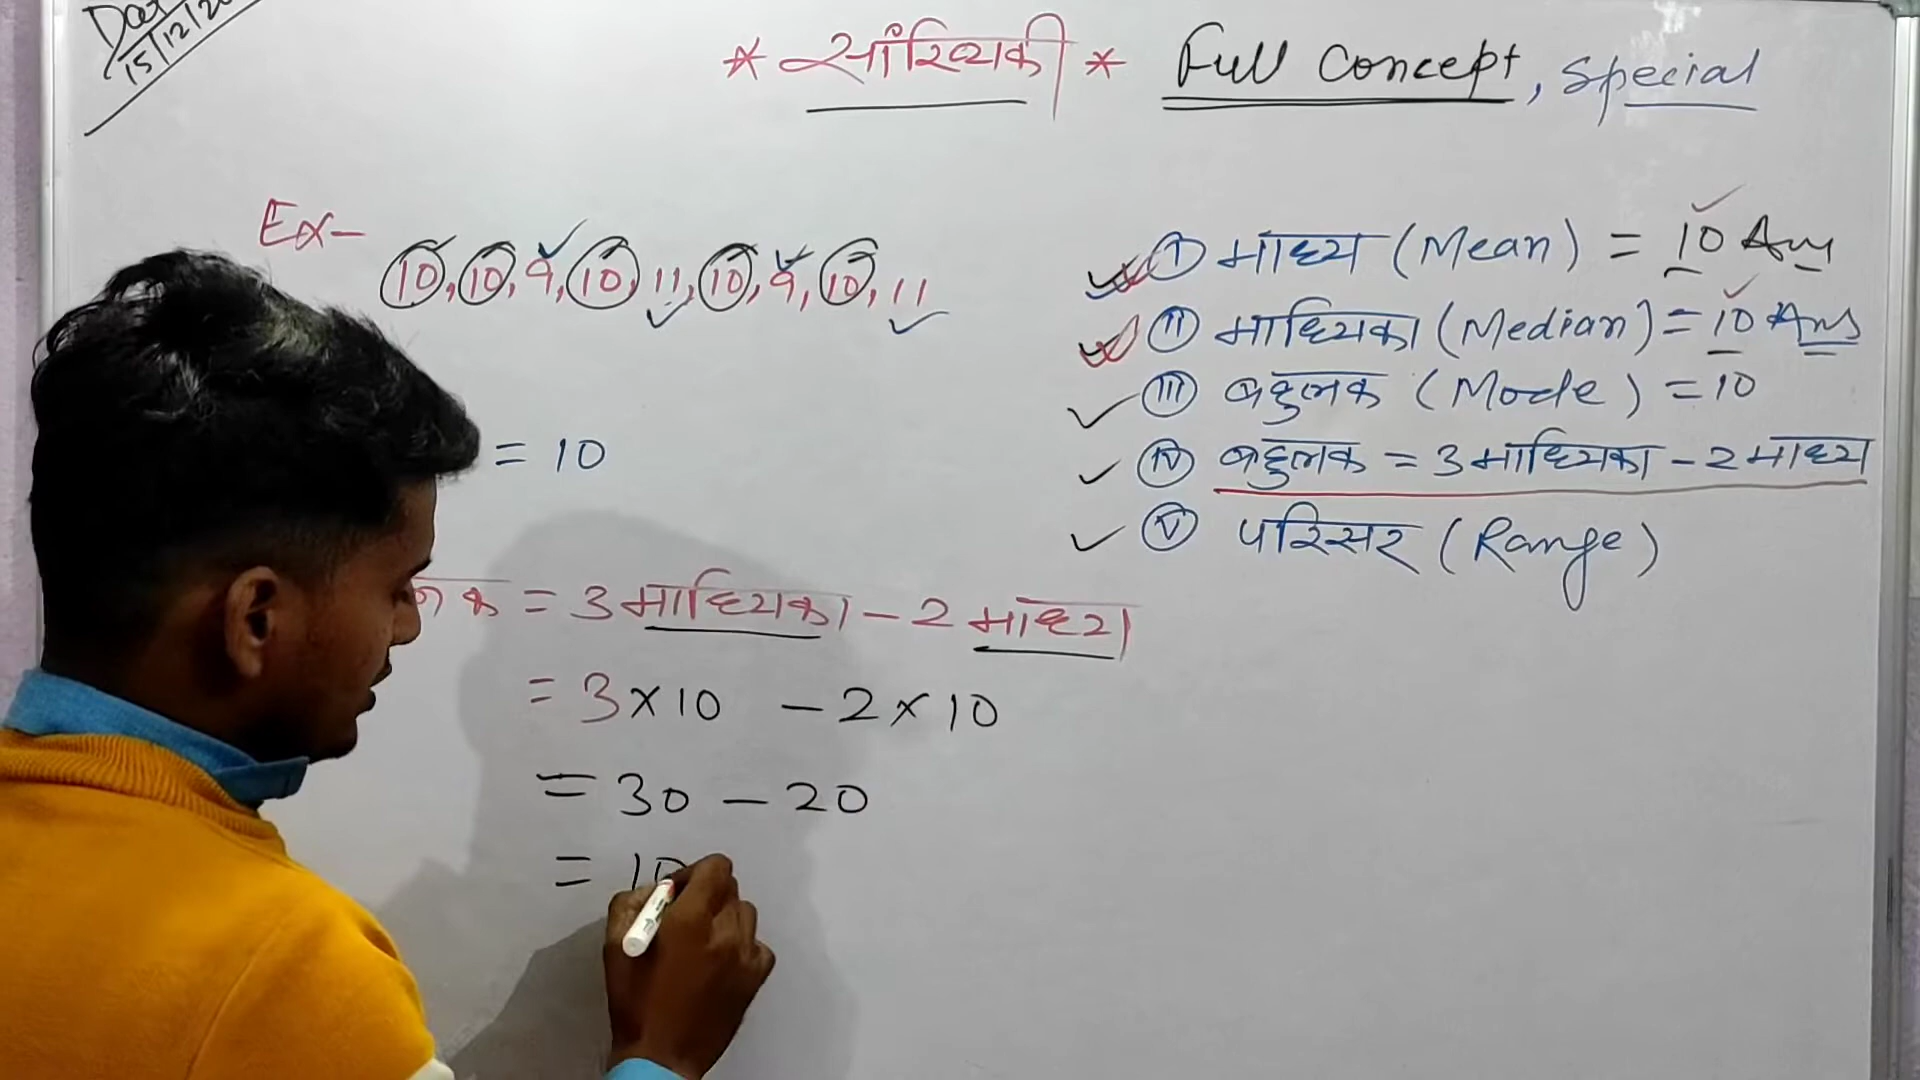 15/12/20
* सांख्यिकी * Full Concept, Special
Ex- 10, 10, 9, 10, 11, 10, 9, 10, 11
= 10
(I) माध्य (Mean) = 10 Ans
(II) माध्यिका (Median) = 10 Ans
(III) बहुलक (Mode) = 10
(IV) बहुलक = 3 माध्यिका - 2 माध्य
(V) परिसर (Range)
लक = 3 माध्यिका - 2 माध्य
= 3 × 10 - 2 × 10
= 30 - 20
= 10